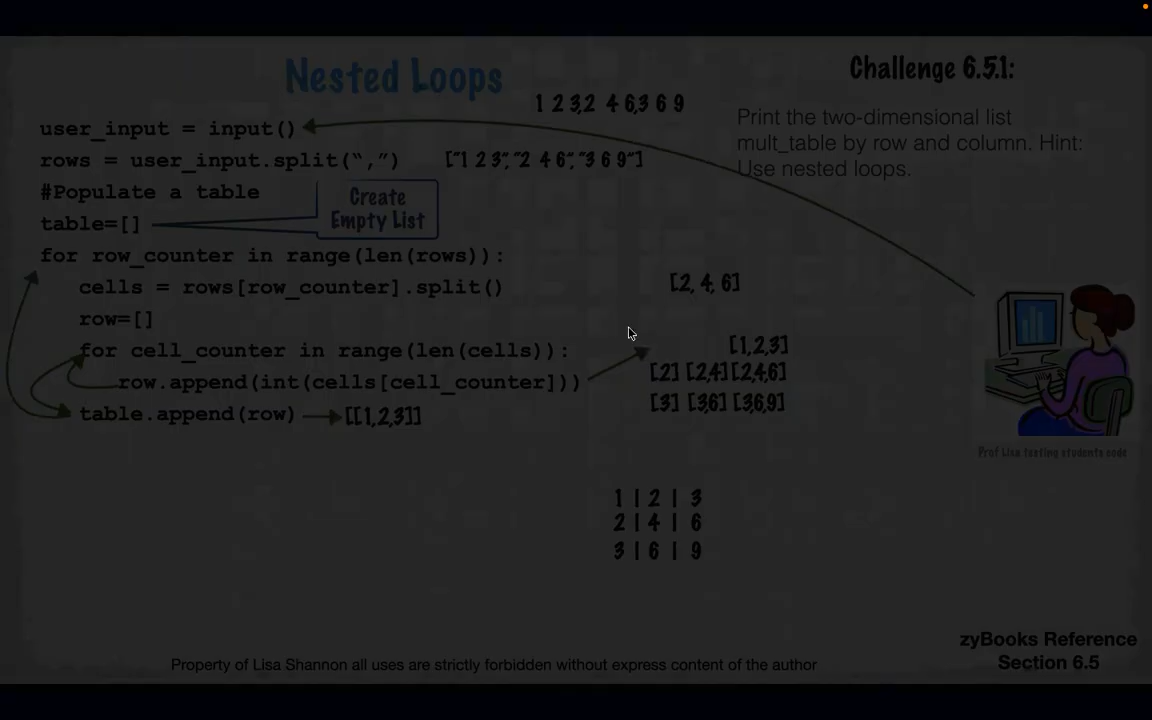 Nested Loops
Challenge 6.5.1:
1 2 3,2 4 6,3 6 9
Print the two-dimensional list
mult_table by row and column. Hint:
Use nested loops.
user_input = input()
rows = user_input.split(“,”)
["1 2 3", "2 4 6", "3 6 9"]
#Populate a table
Create
Empty List
table=[]
for row_counter in range(len(rows)):
cells = rows[row_counter].split()
[2, 4, 6]
row=[]
for cell_counter in range(len(cells)):
[1,2,3]
row.append(int(cells[cell_counter]))
[2] [2,4] [2,4,6]
[3] [3,6] [3,6,9]
table.append(row)
[[1,2,3]]
Prof Lisa testing students code
1 | 2 | 3
2 | 4 | 6
3 | 6 | 9
zyBooks Reference
Section 6.5
Property of Lisa Shannon all uses are strictly forbidden without express content of the author